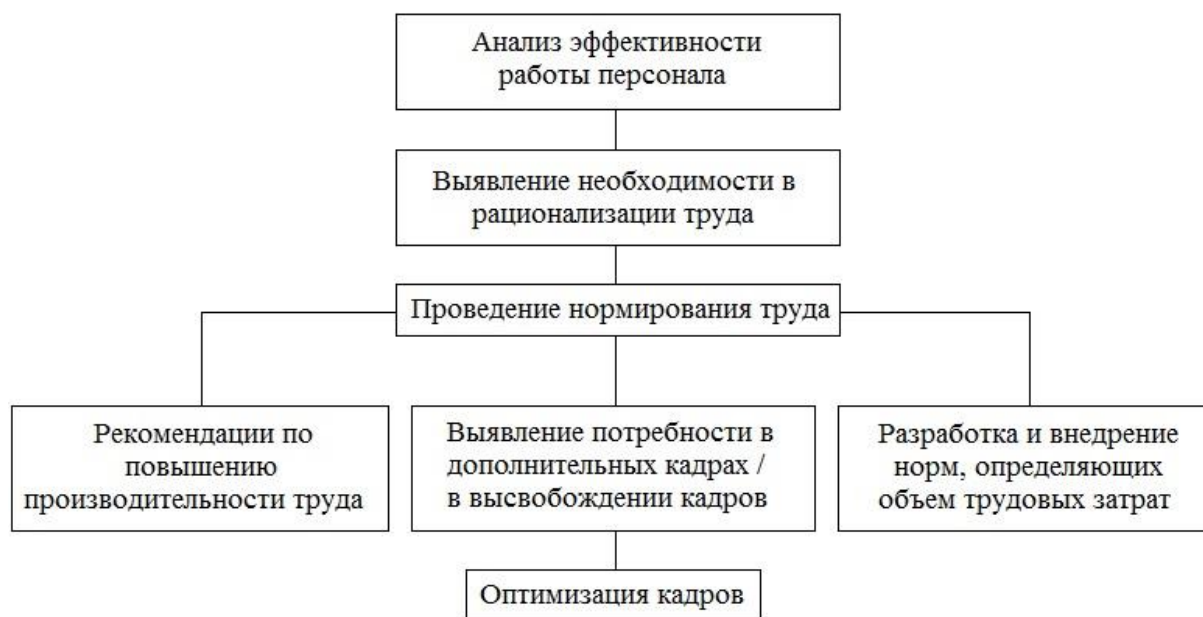 Анализ эффективности
работы персонала
Выявление необходимости в
рационализации труда
Проведение нормирования труда
Рекомендации по
повышению
производительности труда
Выявление потребности в
дополнительных кадрах /
в высвобождении кадров
Разработка и внедрение
норм, определяющих
объем трудовых затрат
Оптимизация кадров